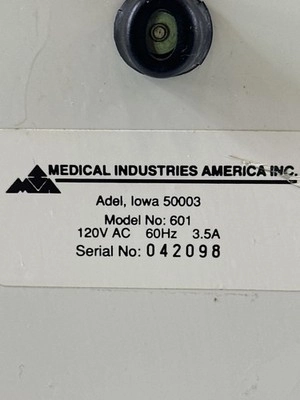 MEDICAL INDUSTRIES AMERICA INC.
Adel, Iowa 50003
Model No: 601
120V AC 60Hz 3.5A
Serial No: 042098